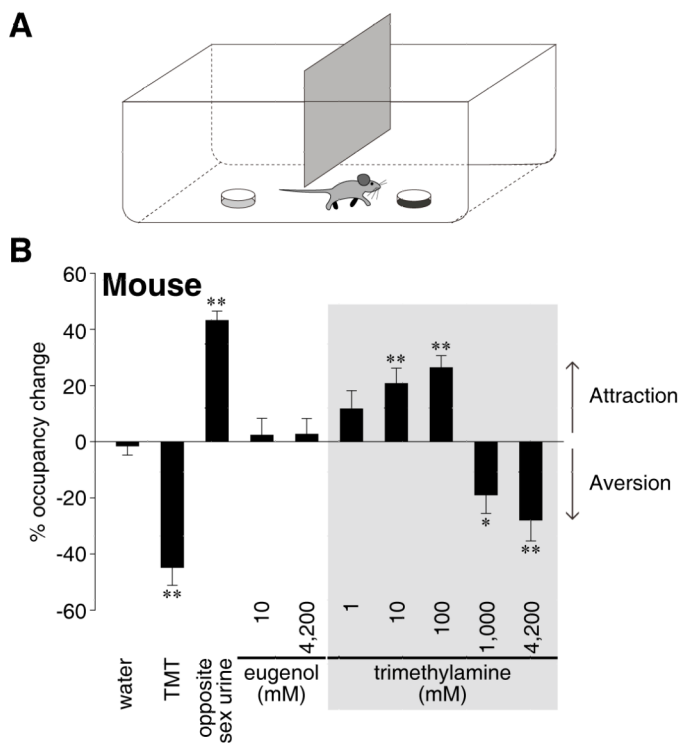 A
B
Mouse
% occupancy change
60
40
20
0
-20
-40
-60
**
**
**
**
*
**
Attraction
Aversion
10
4,200
1
10
100
1,000
4,200
water
TMT
opposite
sex urine
eugenol
(mM)
trimethylamine
(mM)